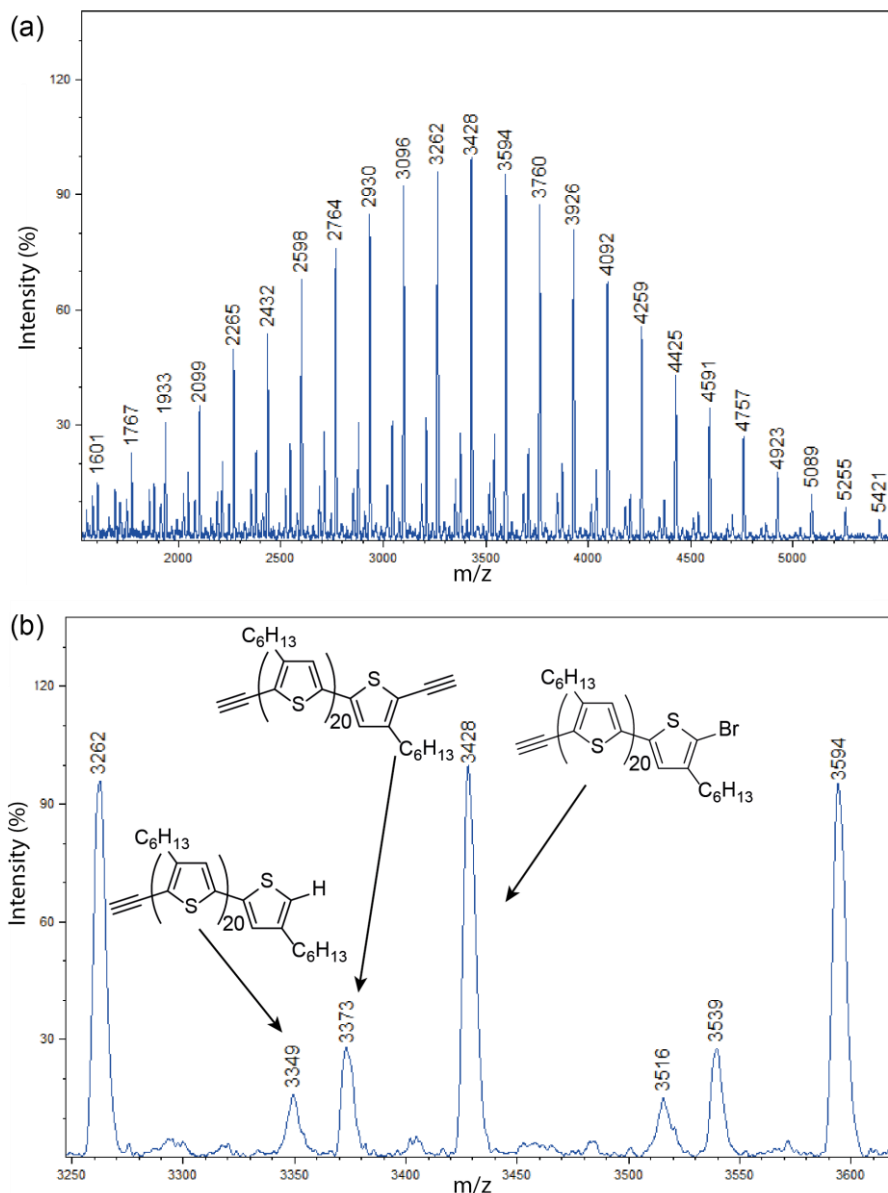 (a)
Intensity (%)
120
90
60
30
1601
1767
1933
2099
2265
2432
2598
2764
2930
3096
3262
3428
3594
3760
3926
4092
4259
4425
4591
4757
4923
5089
5255
5421
2000
2500
3000
3500
4000
4500
5000
m/z
(b)
Intensity (%)
120
90
60
30
3262
C6H13
S
S
20
C6H13
C6H13
S
S
H
20
C6H13
3349
3373
3428
C6H13
S
S
Br
20
C6H13
3516
3539
3594
3250
3300
3350
3400
3450
3500
3550
3600
m/z